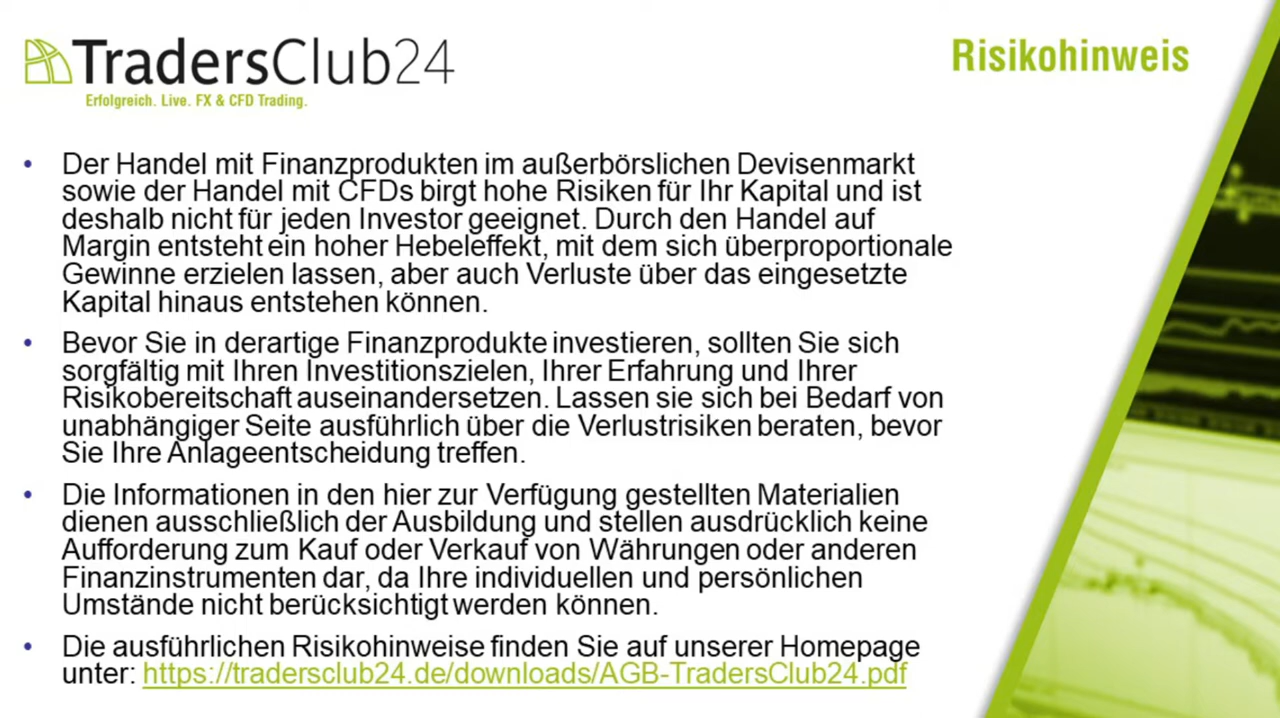 TradersClub24
Erfolgreich. Live. FX & CFD Trading.
Risikohinweis
• Der Handel mit Finanzprodukten im außerbörslichen Devisenmarkt
sowie der Handel mit CFDs birgt hohe Risiken für Ihr Kapital und ist
deshalb nicht für jeden Investor geeignet. Durch den Handel auf
Margin entsteht ein hoher Hebeleffekt, mit dem sich überproportionale
Gewinne erzielen lassen, aber auch Verluste über das eingesetzte
Kapital hinaus entstehen können.
• Bevor Sie in derartige Finanzprodukte investieren, sollten Sie sich
sorgfältig mit Ihren Investitionszielen, Ihrer Erfahrung und Ihrer
Risikobereitschaft auseinandersetzen. Lassen sie sich bei Bedarf von
unabhängiger Seite ausführlich über die Verlustrisiken beraten, bevor
Sie Ihre Anlageentscheidung treffen.
• Die Informationen in den hier zur Verfügung gestellten Materialien
dienen ausschließlich der Ausbildung und stellen ausdrücklich keine
Aufforderung zum Kauf oder Verkauf von Währungen oder anderen
Finanzinstrumenten dar, da Ihre individuellen und persönlichen
Umstände nicht berücksichtigt werden können.
• Die ausführlichen Risikohinweise finden Sie auf unserer Homepage
unter: https://tradersclub24.de/downloads/AGB-TradersClub24.pdf